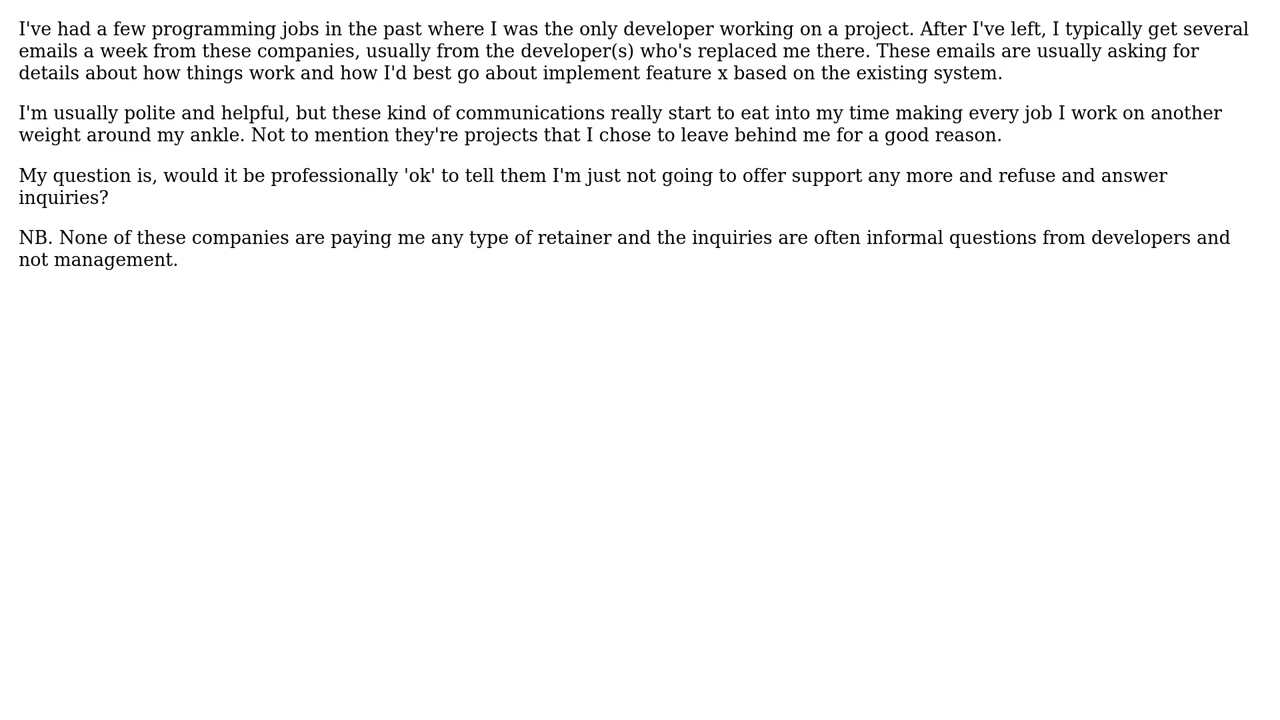 I've had a few programming jobs in the past where I was the only developer working on a project. After I've left, I typically get several
emails a week from these companies, usually from the developer(s) who's replaced me there. These emails are usually asking for
details about how things work and how I'd best go about implement feature x based on the existing system.
I'm usually polite and helpful, but these kind of communications really start to eat into my time making every job I work on another
weight around my ankle. Not to mention they're projects that I chose to leave behind me for a good reason.
My question is, would it be professionally 'ok' to tell them I'm just not going to offer support any more and refuse and answer
inquiries?
NB. None of these companies are paying me any type of retainer and the inquiries are often informal questions from developers and
not management.